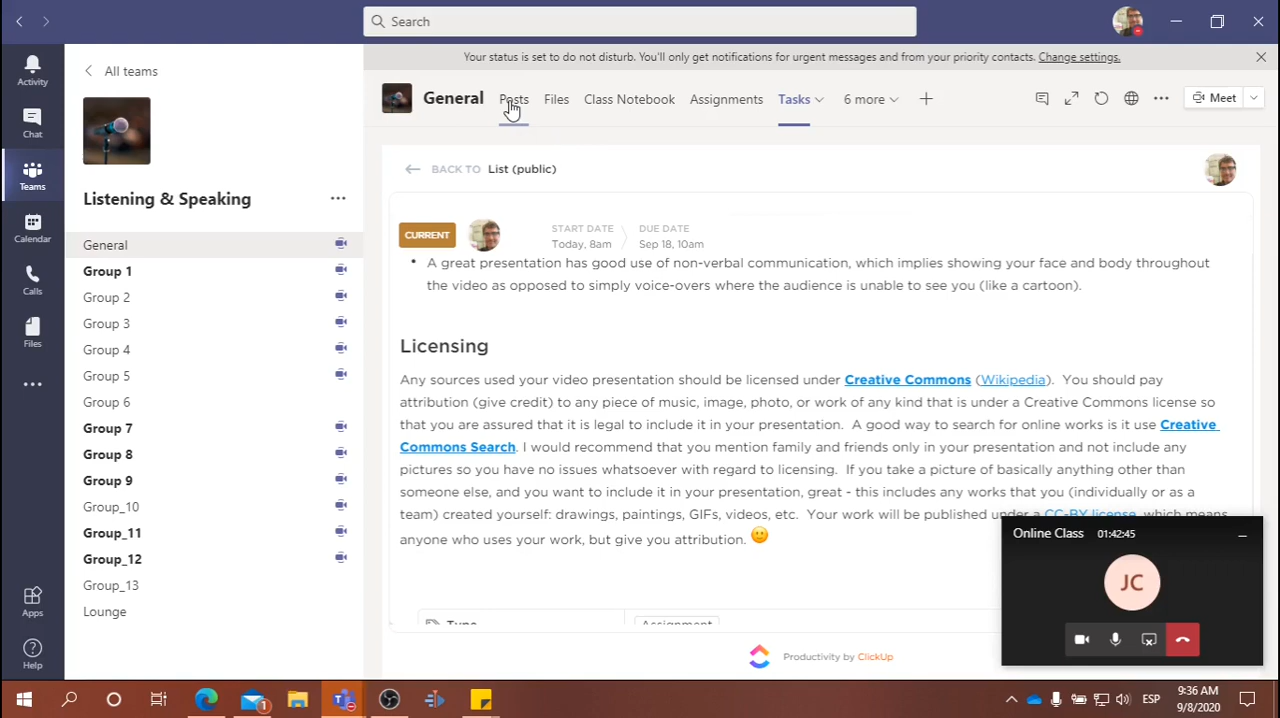 Search
Your status is set to do not disturb. You'll only get notifications for urgent messages and from your priority contacts. Change settings.
Activity
Chat
Teams
Calendar
Calls
Files
Apps
Help
All teams
Listening & Speaking
General
Group 1
Group 2
Group 3
Group 4
Group 5
Group 6
Group 7
Group 8
Group 9
Group_10
Group_11
Group_12
Group_13
Lounge
General Posts Files Class Notebook Assignments Tasks 6 more Meet
BACK TO List (public)
CURRENT
START DATE
Today, 8am
DUE DATE
Sep 18, 10am
• A great presentation has good use of non-verbal communication, which implies showing your face and body throughout
the video as opposed to simply voice-overs where the audience is unable to see you (like a cartoon).
Licensing
Any sources used your video presentation should be licensed under Creative Commons (Wikipedia). You should pay
attribution (give credit) to any piece of music, image, photo, or work of any kind that is under a Creative Commons license so
that you are assured that it is legal to include it in your presentation. A good way to search for online works is it use Creative
Commons Search. I would recommend that you mention family and friends only in your presentation and not include any
pictures so you have no issues whatsoever with regard to licensing. If you take a picture of basically anything other than
someone else, and you want to include it in your presentation, great - this includes any works that you (individually or as a
team) created yourself: drawings, paintings, GIFs, videos, etc. Your work will be published under a CC-BY license, which means
anyone who uses your work, but give you attribution. 🙂
Type
Assignment
Productivity by ClickUp
Online Class 01:42:45
JC
1
ESP
9:36 AM
9/8/2020